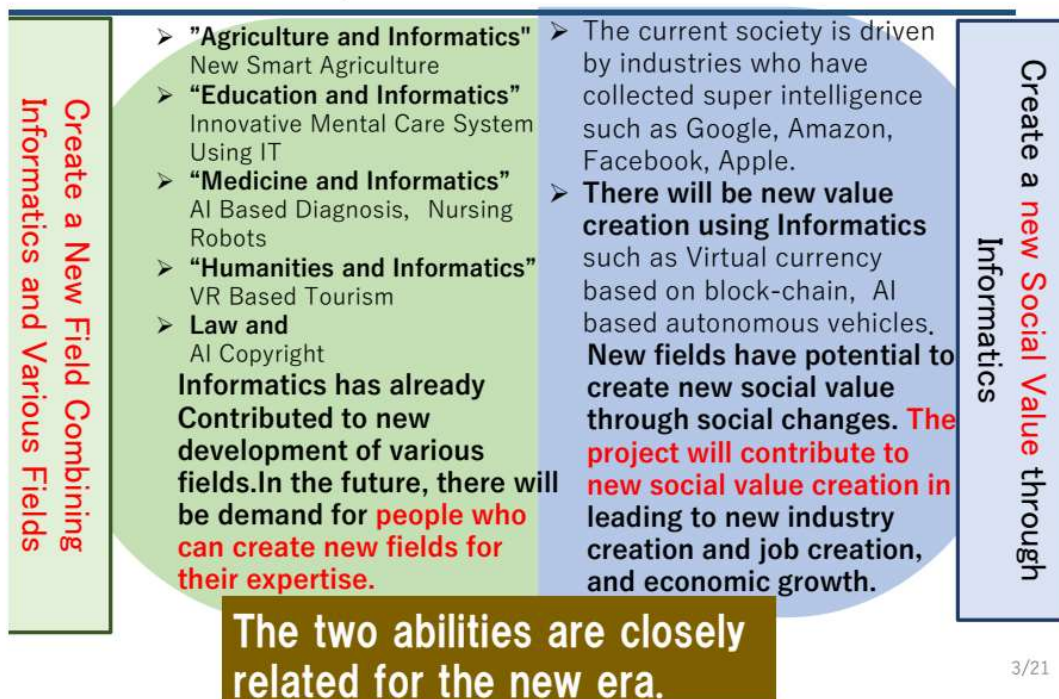 Create a New Field Combining
Informatics and Various Fields
➢ ”Agriculture and Informatics"
New Smart Agriculture
➢ “Education and Informatics”
Innovative Mental Care System
Using IT
➢ “Medicine and Informatics”
AI Based Diagnosis, Nursing
Robots
➢ “Humanities and Informatics”
VR Based Tourism
➢ Law and
AI Copyright
Informatics has already
Contributed to new
development of various
fields.In the future, there will
be demand for people who
can create new fields for
their expertise.
➢ The current society is driven
by industries who have
collected super intelligence
such as Google, Amazon,
Facebook, Apple.
➢ There will be new value
creation using Informatics
such as Virtual currency
based on block-chain, AI
based autonomous vehicles.
New fields have potential to
create new social value
through social changes. The
project will contribute to
new social value creation in
leading to new industry
creation and job creation,
and economic growth.
Create a new Social Value through
Informatics
The two abilities are closely
related for the new era.
3/21